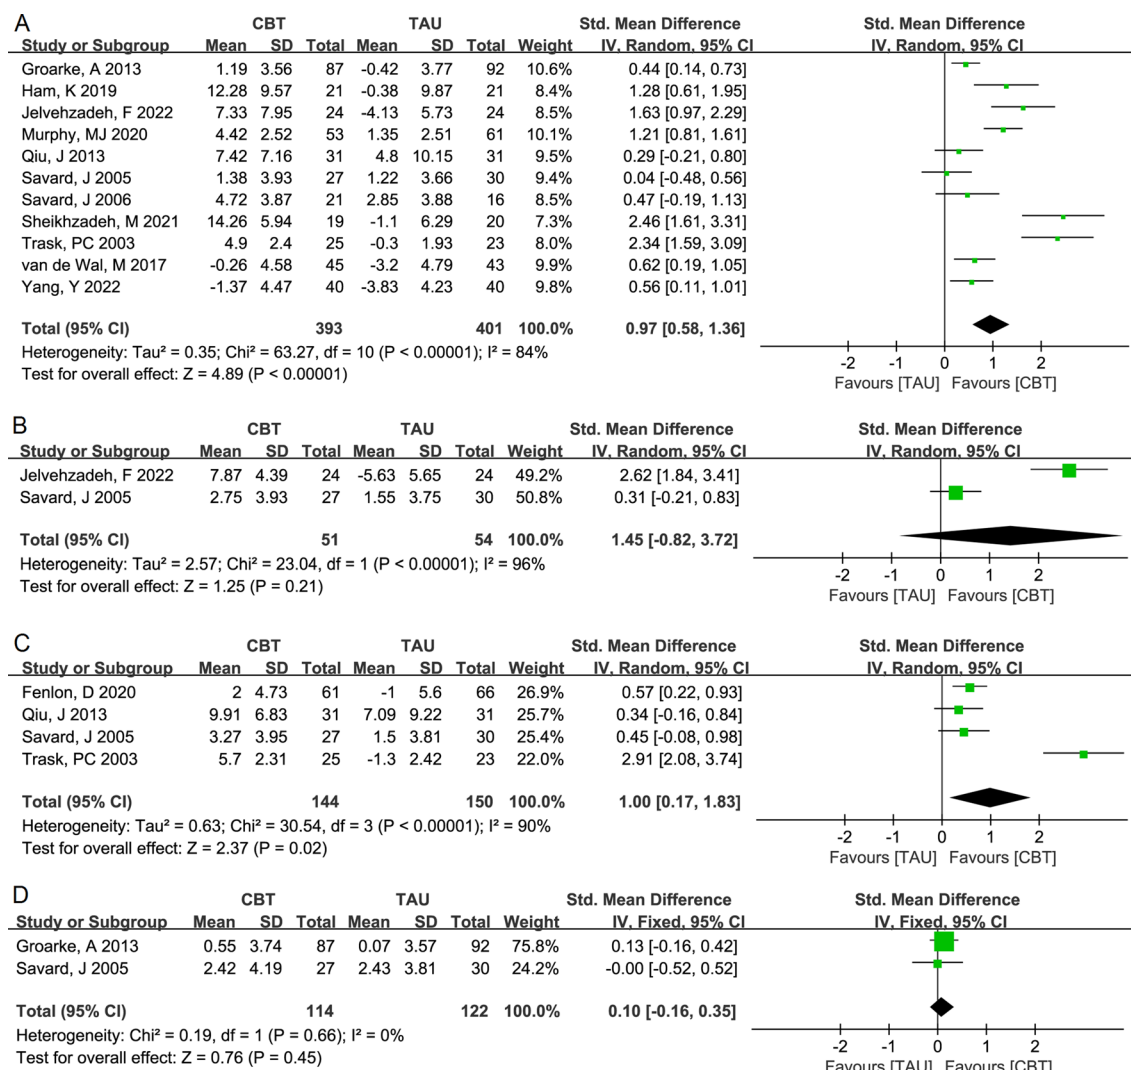 A
CBT TAU Std. Mean Difference Std. Mean Difference
Study or Subgroup Mean SD Total Mean SD Total Weight IV, Random, 95% CI IV, Random, 95% CI
Groarke, A 2013 1.19 3.56 87 -0.42 3.77 92 10.6% 0.44 [0.14, 0.73]
Ham, K 2019 12.28 9.57 21 -0.38 9.87 21 8.4% 1.28 [0.61, 1.95]
Jelvehzadeh, F 2022 7.33 7.95 24 -4.13 5.73 24 8.5% 1.63 [0.97, 2.29]
Murphy, MJ 2020 4.42 2.52 53 1.35 2.51 61 10.1% 1.21 [0.81, 1.61]
Qiu, J 2013 7.42 7.16 31 4.8 10.15 31 9.5% 0.29 [-0.21, 0.80]
Savard, J 2005 1.38 3.93 27 1.22 3.66 30 9.4% 0.04 [-0.48, 0.56]
Savard, J 2006 4.72 3.87 21 2.85 3.88 16 8.5% 0.47 [-0.19, 1.13]
Sheikhzadeh, M 2021 14.26 5.94 19 -1.1 6.29 20 7.3% 2.46 [1.61, 3.31]
Trask, PC 2003 4.9 2.4 25 -0.3 1.93 23 8.0% 2.34 [1.59, 3.09]
van de Wal, M 2017 -0.26 4.58 45 -3.2 4.79 43 9.9% 0.62 [0.19, 1.05]
Yang, Y 2022 -1.37 4.47 40 -3.83 4.23 40 9.8% 0.56 [0.11, 1.01]
Total (95% CI) 393 401 100.0% 0.97 [0.58, 1.36]
Heterogeneity: Tau² = 0.35; Chi² = 63.27, df = 10 (P < 0.00001); I² = 84%
Test for overall effect: Z = 4.89 (P < 0.00001)
-2 -1 0 1 2
Favours [TAU] Favours [CBT]
B
CBT TAU Std. Mean Difference Std. Mean Difference
Study or Subgroup Mean SD Total Mean SD Total Weight IV, Random, 95% CI IV, Random, 95% CI
Jelvehzadeh, F 2022 7.87 4.39 24 -5.63 5.65 24 49.2% 2.62 [1.84, 3.41]
Savard, J 2005 2.75 3.93 27 1.55 3.75 30 50.8% 0.31 [-0.21, 0.83]
Total (95% CI) 51 54 100.0% 1.45 [-0.82, 3.72]
Heterogeneity: Tau² = 2.57; Chi² = 23.04, df = 1 (P < 0.00001); I² = 96%
Test for overall effect: Z = 1.25 (P = 0.21)
-2 -1 0 1 2
Favours [TAU] Favours [CBT]
C
CBT TAU Std. Mean Difference Std. Mean Difference
Study or Subgroup Mean SD Total Mean SD Total Weight IV, Random, 95% CI IV, Random, 95% CI
Fenlon, D 2020 2 4.73 61 -1 5.6 66 26.9% 0.57 [0.22, 0.93]
Qiu, J 2013 9.91 6.83 31 7.09 9.22 31 25.7% 0.34 [-0.16, 0.84]
Savard, J 2005 3.27 3.95 27 1.5 3.81 30 25.4% 0.45 [-0.08, 0.98]
Trask, PC 2003 5.7 2.31 25 -1.3 2.42 23 22.0% 2.91 [2.08, 3.74]
Total (95% CI) 144 150 100.0% 1.00 [0.17, 1.83]
Heterogeneity: Tau² = 0.63; Chi² = 30.54, df = 3 (P < 0.00001); I² = 90%
Test for overall effect: Z = 2.37 (P = 0.02)
-2 -1 0 1 2
Favours [TAU] Favours [CBT]
D
CBT TAU Std. Mean Difference Std. Mean Difference
Study or Subgroup Mean SD Total Mean SD Total Weight IV, Fixed, 95% CI IV, Fixed, 95% CI
Groarke, A 2013 0.55 3.74 87 0.07 3.57 92 75.8% 0.13 [-0.16, 0.42]
Savard, J 2005 2.42 4.19 27 2.43 3.81 30 24.2% -0.00 [-0.52, 0.52]
Total (95% CI) 114 122 100.0% 0.10 [-0.16, 0.35]
Heterogeneity: Chi² = 0.19, df = 1 (P = 0.66); I² = 0%
Test for overall effect: Z = 0.76 (P = 0.45)
-2 -1 0 1 2
Favours [TAU] Favours [CBT]